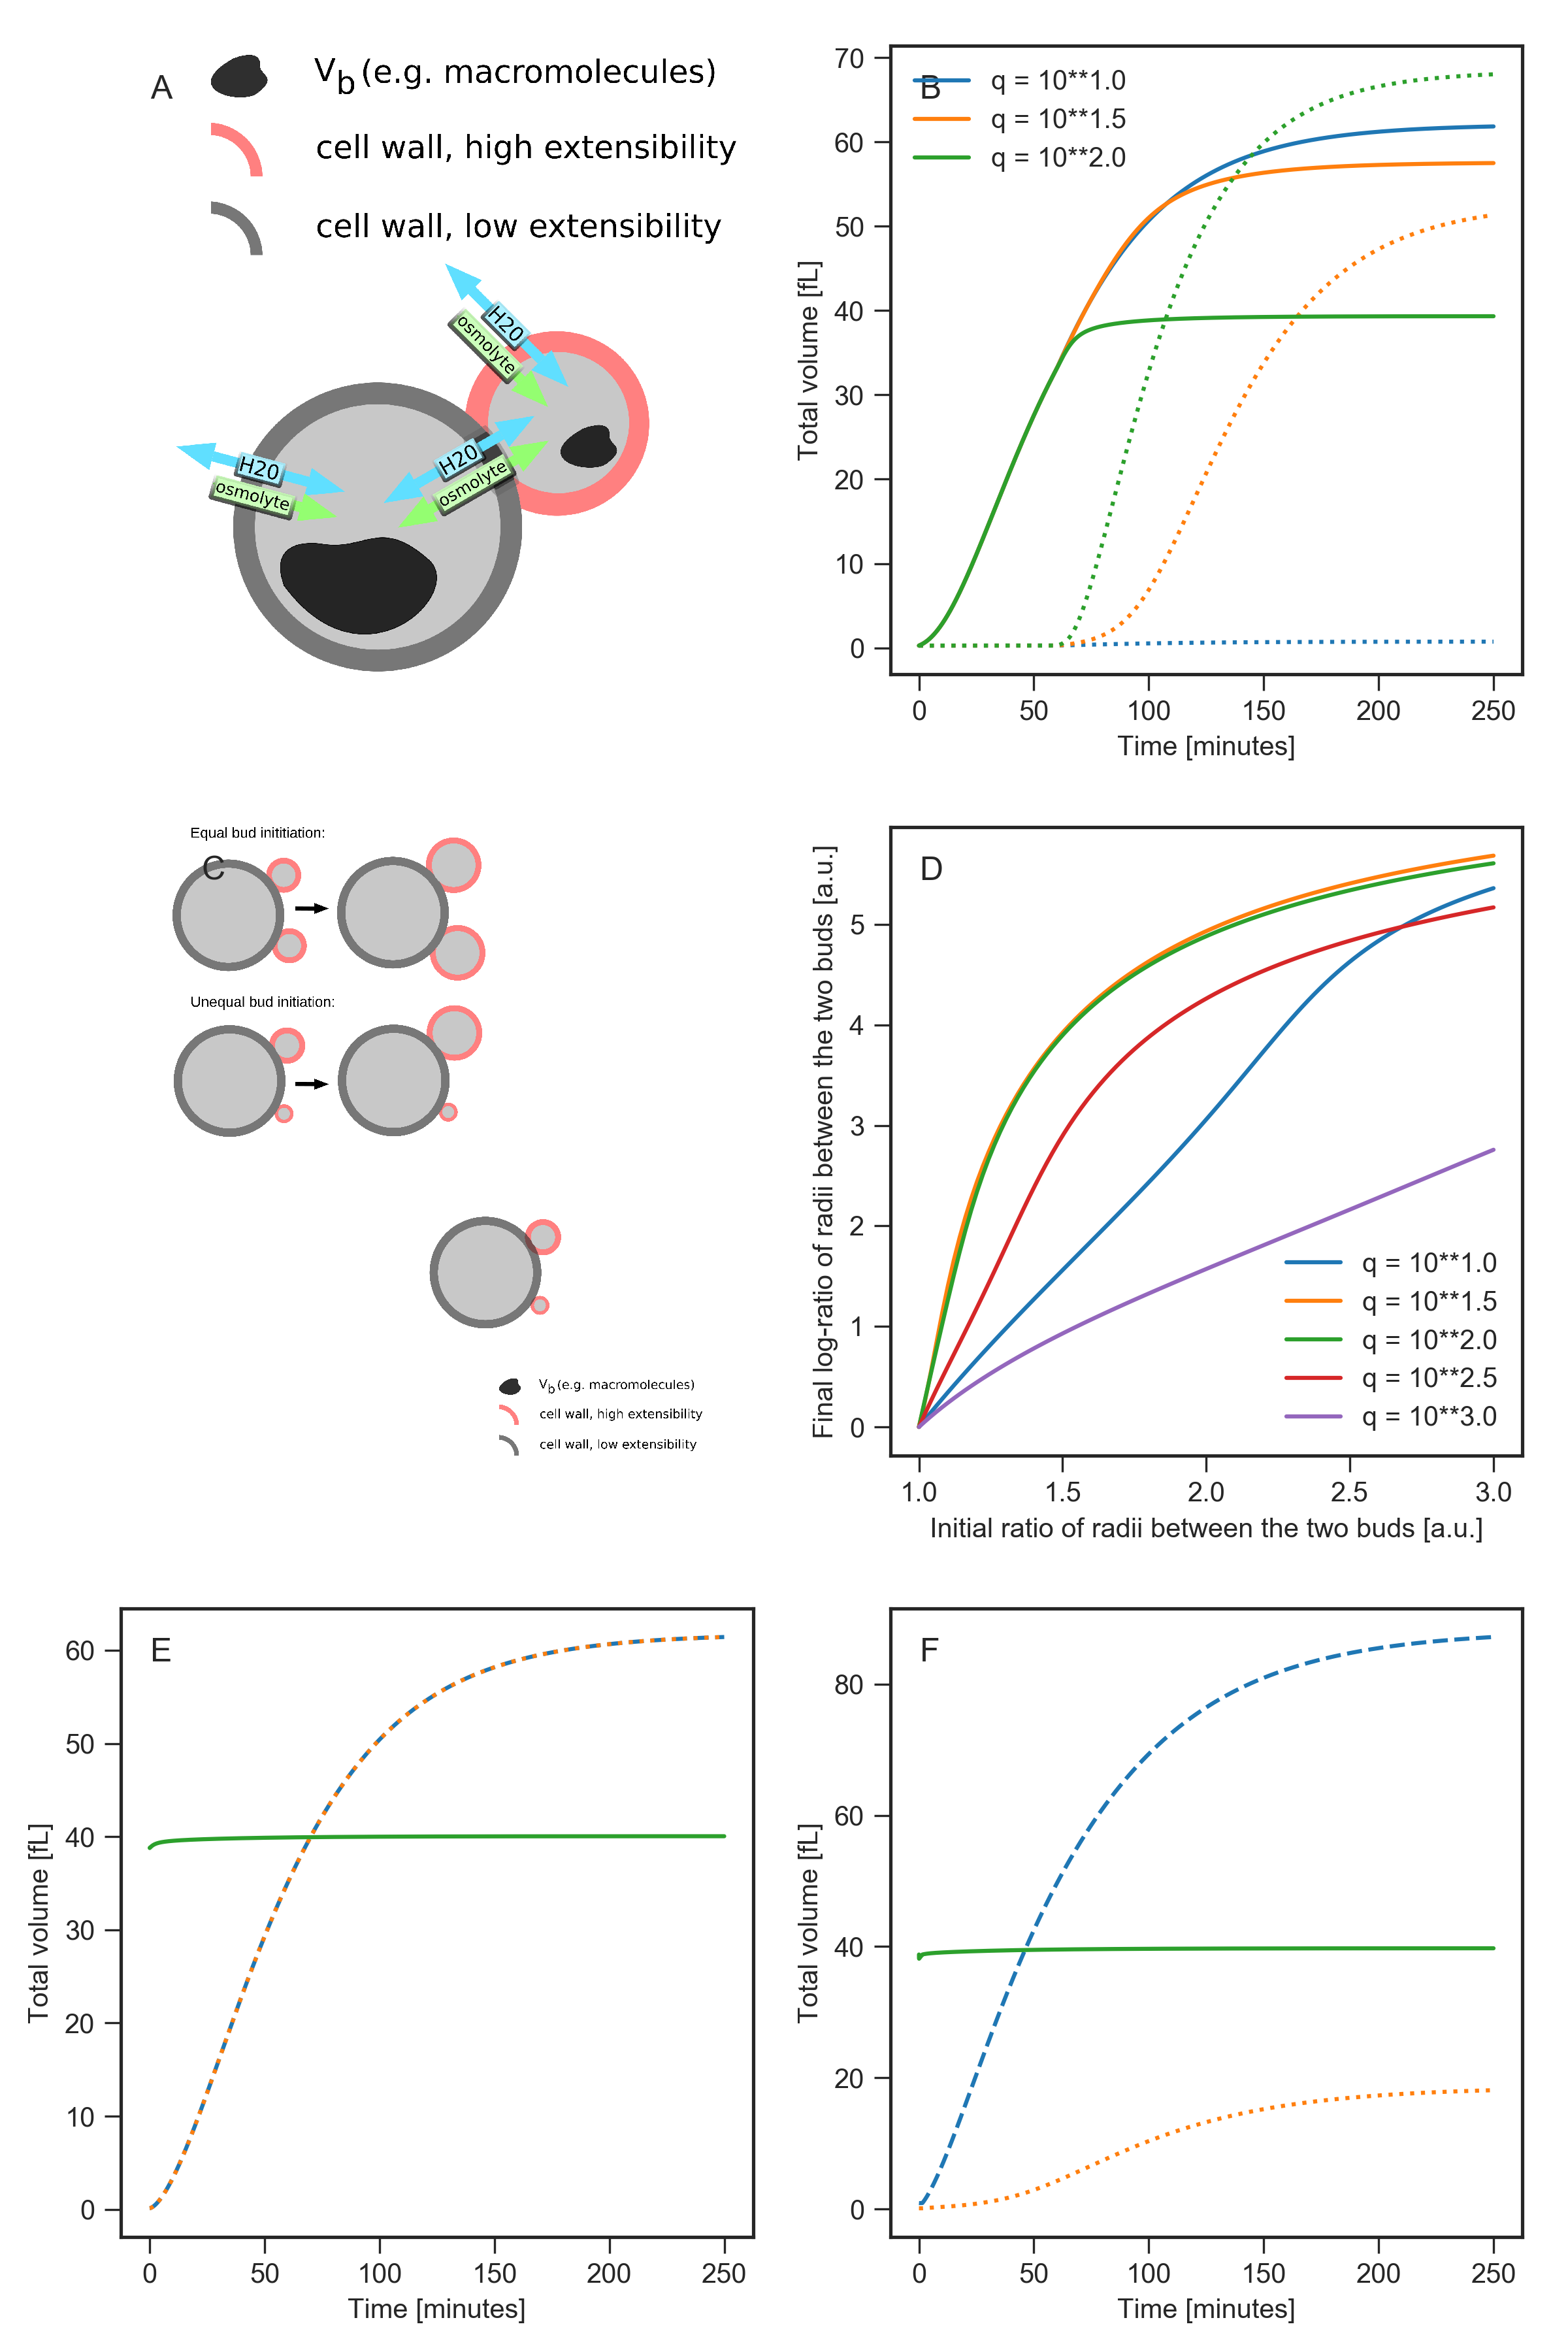 A
Vb (e.g. macromolecules)
cell wall, high extensibility
cell wall, low extensibility
H20
osmolyte
H20
osmolyte
H20
osmolyte
B
q = 10**1.0
q = 10**1.5
q = 10**2.0
70
60
50
40
30
20
10
0
Total volume [fL]
0 50 100 150 200 250
Time [minutes]
Equal bud inititiation:
C
Unequal bud initiation:
Vb (e.g. macromolecules)
cell wall, high extensibility
cell wall, low extensibility
D
5
4
3
2
1
0
Final log-ratio of radii between the two buds [a.u.]
q = 10**1.0
q = 10**1.5
q = 10**2.0
q = 10**2.5
q = 10**3.0
1.0 1.5 2.0 2.5 3.0
Initial ratio of radii between the two buds [a.u.]
E
60
50
40
30
20
10
0
Total volume [fL]
0 50 100 150 200 250
Time [minutes]
F
80
60
40
20
0
Total volume [fL]
0 50 100 150 200 250
Time [minutes]